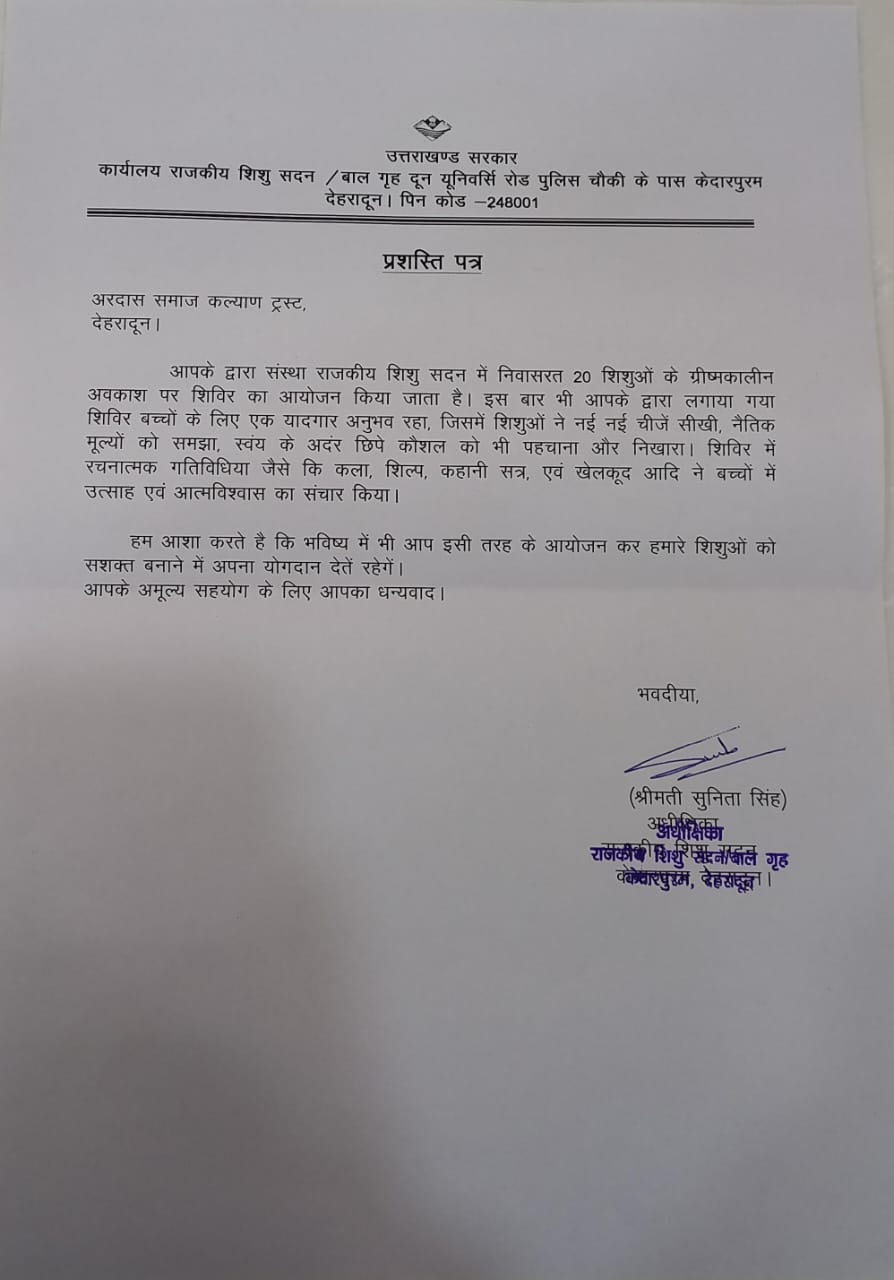 उत्तराखण्ड सरकार
कार्यालय राजकीय शिशु सदन /बाल गृह दून यूनिवर्सि रोड पुलिस चौकी के पास केदारपुरम
देहरादून। पिन कोड –248001
प्रशस्ति पत्र
अरदास समाज कल्याण ट्रस्ट,
देहरादून।
आपके द्वारा संस्था राजकीय शिशु सदन में निवासरत 20 शिशुओं के ग्रीष्मकालीन
अवकाश पर शिविर का आयोजन किया जाता है। इस बार भी आपके द्वारा लगाया गया
शिविर बच्चों के लिए एक यादगार अनुभव रहा, जिसमें शिशुओं ने नई नई चीजें सीखी, नैतिक
मूल्यों को समझा, स्वंय के अदंर छिपे कौशल को भी पहचाना और निखारा। शिविर में
रचनात्मक गतिविधिया जैसे कि कला, शिल्प, कहानी सत्र, एवं खेलकूद आदि ने बच्चों में
उत्साह एवं आत्मविश्वास का संचार किया।
हम आशा करते है कि भविष्य में भी आप इसी तरह के आयोजन कर हमारे शिशुओं को
सशक्त बनाने में अपना योगदान देतें रहेगें।
आपके अमूल्य सहयोग के लिए आपका धन्यवाद।
भवदीया,
(श्रीमती सुनिता सिंह)
अधीक्षिका
अधीक्षिका
राजकीय शिशु सदन
राजकीय शिशु सदन/बाल गृह
केदारपुरम, देहरादून।
केदारपुरम, देहरादून